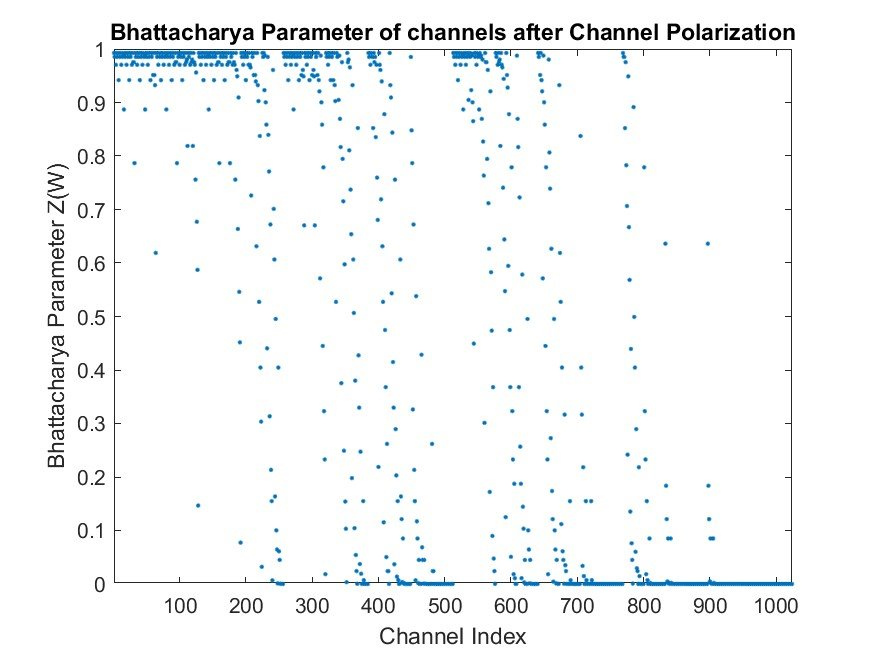 Bhattacharya Parameter of channels after Channel Polarization
1
0.9
0.8
0.7
0.6
0.5
0.4
0.3
0.2
0.1
0
Bhattacharya Parameter Z(W)
100 200 300 400 500 600 700 800 900 1000
Channel Index